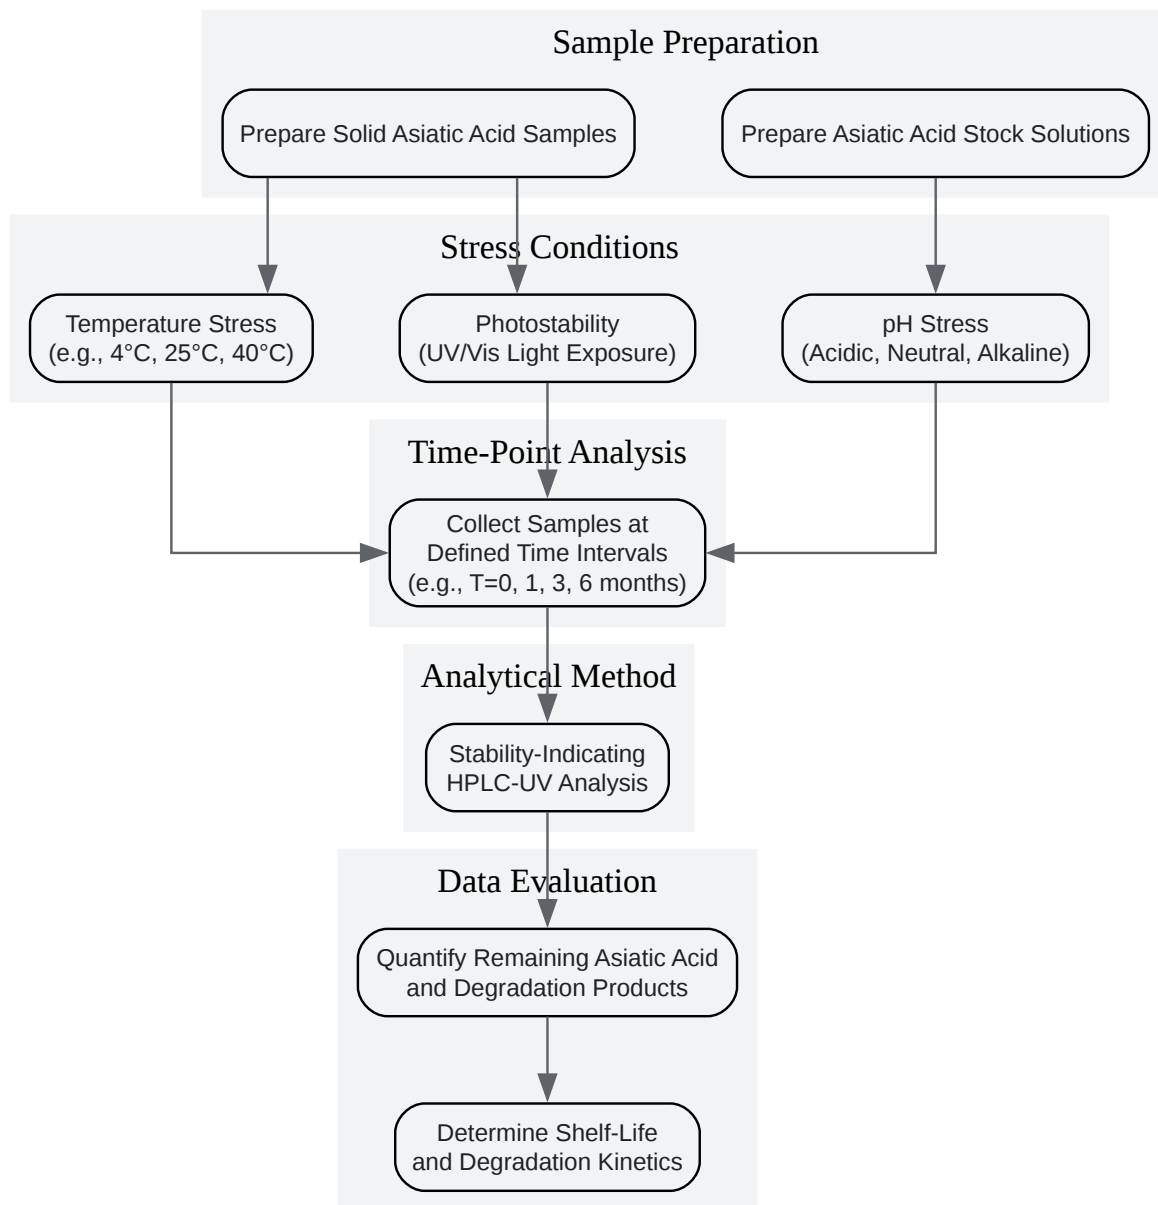 Sample Preparation
Prepare Solid Asiatic Acid Samples
Prepare Asiatic Acid Stock Solutions
Stress Conditions
Temperature Stress
(e.g., 4°C, 25°C, 40°C)
Photostability
(UV/Vis Light Exposure)
pH Stress
(Acidic, Neutral, Alkaline)
Time-Point Analysis
Collect Samples at
Defined Time Intervals
(e.g., T=0, 1, 3, 6 months)
Analytical Method
Stability-Indicating
HPLC-UV Analysis
Data Evaluation
Quantify Remaining Asiatic Acid
and Degradation Products
Determine Shelf-Life
and Degradation Kinetics